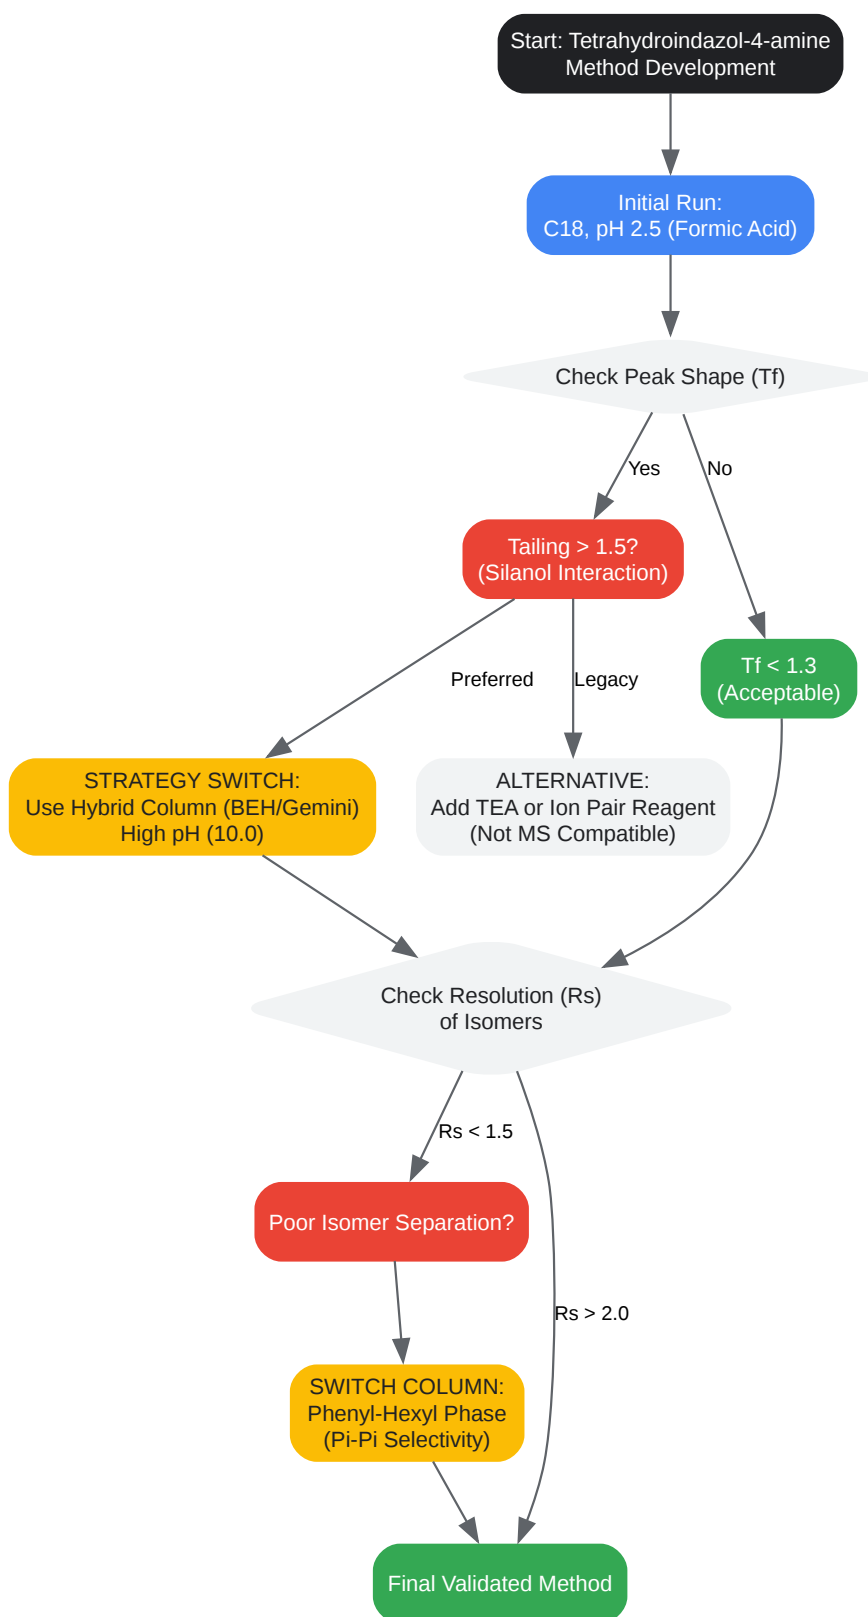 Start: Tetrahydroindazol-4-amine
Method Development
Initial Run:
C18, pH 2.5 (Formic Acid)
Check Peak Shape (Tf)
Yes
No
Tailing > 1.5?
(Silanol Interaction)
Tf < 1.3
(Acceptable)
Preferred
Legacy
STRATEGY SWITCH:
Use Hybrid Column (BEH/Gemini)
High pH (10.0)
ALTERNATIVE:
Add TEA or Ion Pair Reagent
(Not MS Compatible)
Check Resolution (Rs)
of Isomers
Rs < 1.5
Poor Isomer Separation?
Rs > 2.0
SWITCH COLUMN:
Phenyl-Hexyl Phase
(Pi-Pi Selectivity)
Final Validated Method